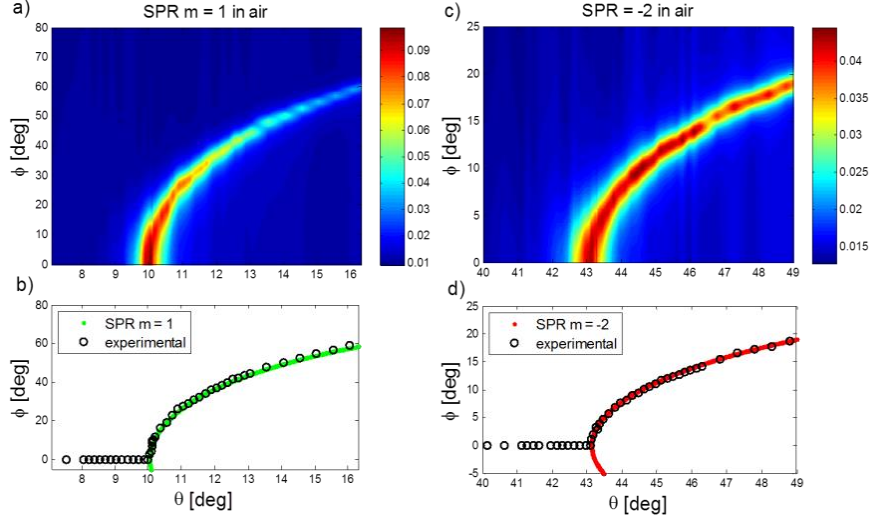 a)
SPR m = 1 in air
80
70
60
50
40
30
20
10
0
ϕ [deg]
8 9 10 11 12 13 14 15 16
0.09
0.08
0.07
0.06
0.05
0.04
0.03
0.02
0.01
c)
SPR = -2 in air
25
20
15
10
5
0
ϕ [deg]
40 41 42 43 44 45 46 47 48 49
0.04
0.035
0.03
0.025
0.02
0.015
b)
80
60
40
20
0
ϕ [deg]
SPR m = 1
experimental
8 9 10 11 12 13 14 15 16
θ [deg]
d)
25
20
15
10
5
0
-5
ϕ [deg]
SPR m = -2
experimental
40 41 42 43 44 45 46 47 48 49
θ [deg]